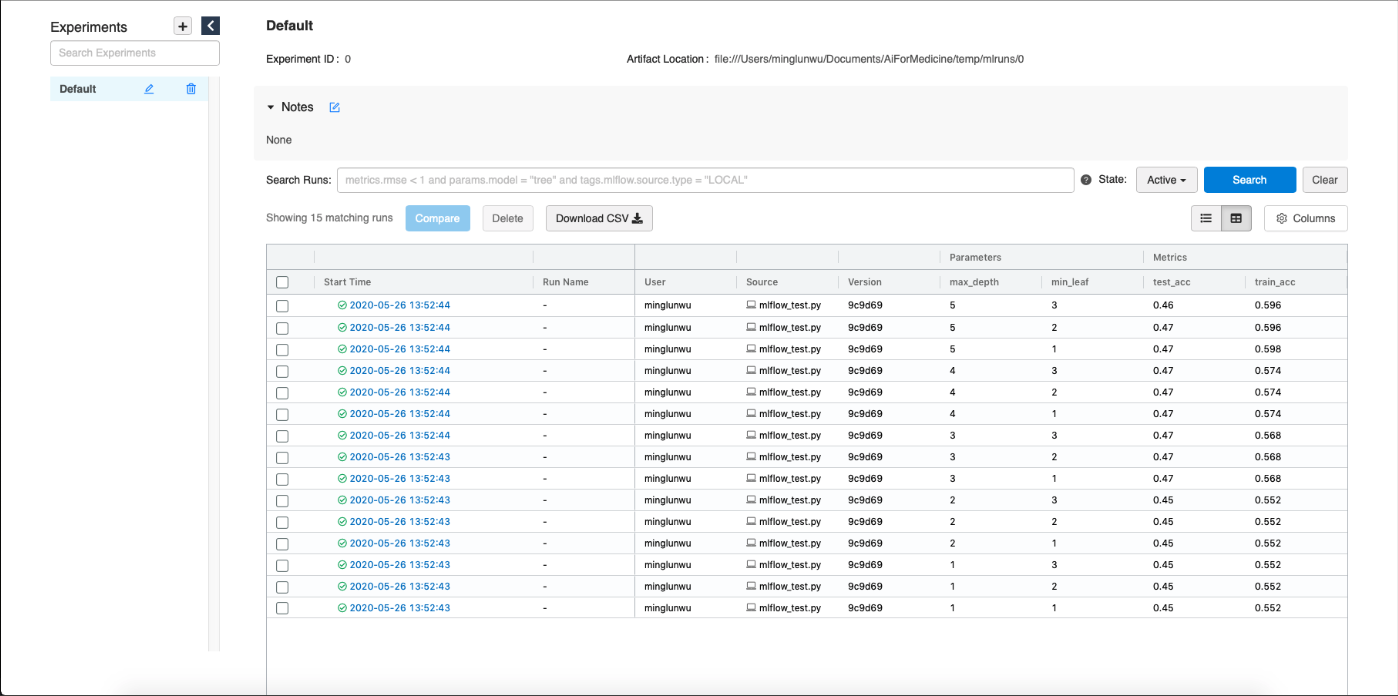 Experiments +
Search Experiments
Default
Default
Experiment ID : 0 Artifact Location : file:///Users/minglunwu/Documents/AiForMedicine/temp/mlruns/0
Notes
None
Search Runs: metrics.rmse < 1 and params.model = "tree" and tags.mlflow.source.type = "LOCAL" ? State: Active Search Clear
Showing 15 matching runs Compare Delete Download CSV Columns
Parameters Metrics
Start Time Run Name User Source Version max_depth min_leaf test_acc train_acc
2020-05-26 13:52:44 - minglunwu mlflow_test.py 9c9d69 5 3 0.46 0.596
2020-05-26 13:52:44 - minglunwu mlflow_test.py 9c9d69 5 2 0.47 0.596
2020-05-26 13:52:44 - minglunwu mlflow_test.py 9c9d69 5 1 0.47 0.598
2020-05-26 13:52:44 - minglunwu mlflow_test.py 9c9d69 4 3 0.47 0.574
2020-05-26 13:52:44 - minglunwu mlflow_test.py 9c9d69 4 2 0.47 0.574
2020-05-26 13:52:44 - minglunwu mlflow_test.py 9c9d69 4 1 0.47 0.574
2020-05-26 13:52:44 - minglunwu mlflow_test.py 9c9d69 3 3 0.47 0.568
2020-05-26 13:52:43 - minglunwu mlflow_test.py 9c9d69 3 2 0.47 0.568
2020-05-26 13:52:43 - minglunwu mlflow_test.py 9c9d69 3 1 0.47 0.568
2020-05-26 13:52:43 - minglunwu mlflow_test.py 9c9d69 2 3 0.45 0.552
2020-05-26 13:52:43 - minglunwu mlflow_test.py 9c9d69 2 2 0.45 0.552
2020-05-26 13:52:43 - minglunwu mlflow_test.py 9c9d69 2 1 0.45 0.552
2020-05-26 13:52:43 - minglunwu mlflow_test.py 9c9d69 1 3 0.45 0.552
2020-05-26 13:52:43 - minglunwu mlflow_test.py 9c9d69 1 2 0.45 0.552
2020-05-26 13:52:43 - minglunwu mlflow_test.py 9c9d69 1 1 0.45 0.552